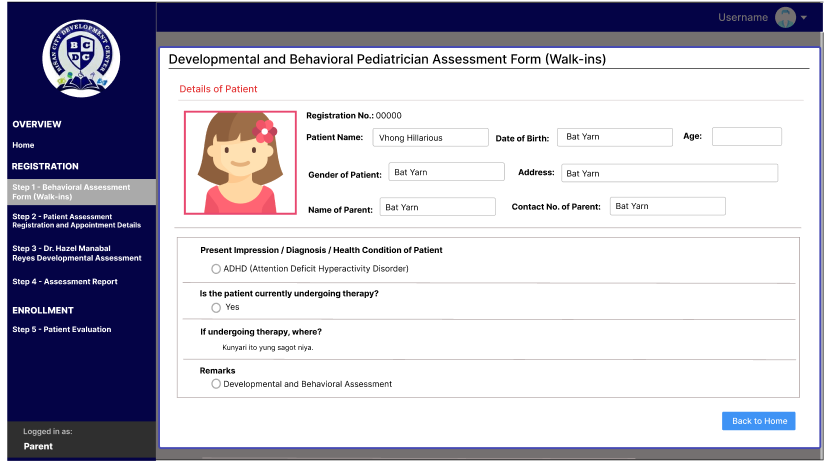 Username
BIÑAN CITY DEVELOPMENT CENTER
B C
D C
OVERVIEW
Home
REGISTRATION
Step 1 - Behavioral Assessment
Form (Walk-ins)
Step 2 - Patient Assessment
Registration and Appointment Details
Step 3 - Dr. Hazel Manabal
Reyes Developmental Assessment
Step 4 - Assessment Report
ENROLLMENT
Step 5 - Patient Evaluation
Logged in as:
Parent
Developmental and Behavioral Pediatrician Assessment Form (Walk-ins)
Details of Patient
Registration No.: 00000
Patient Name: Vhong Hillarious Date of Birth: Bat Yarn Age:
Gender of Patient: Bat Yarn Address: Bat Yarn
Name of Parent: Bat Yarn Contact No. of Parent: Bat Yarn
Present Impression / Diagnosis / Health Condition of Patient
ADHD (Attention Deficit Hyperactivity Disorder)
Is the patient currently undergoing therapy?
Yes
If undergoing therapy, where?
Kunyari ito yung sagot niya.
Remarks
Developmental and Behavioral Assessment
Back to Home